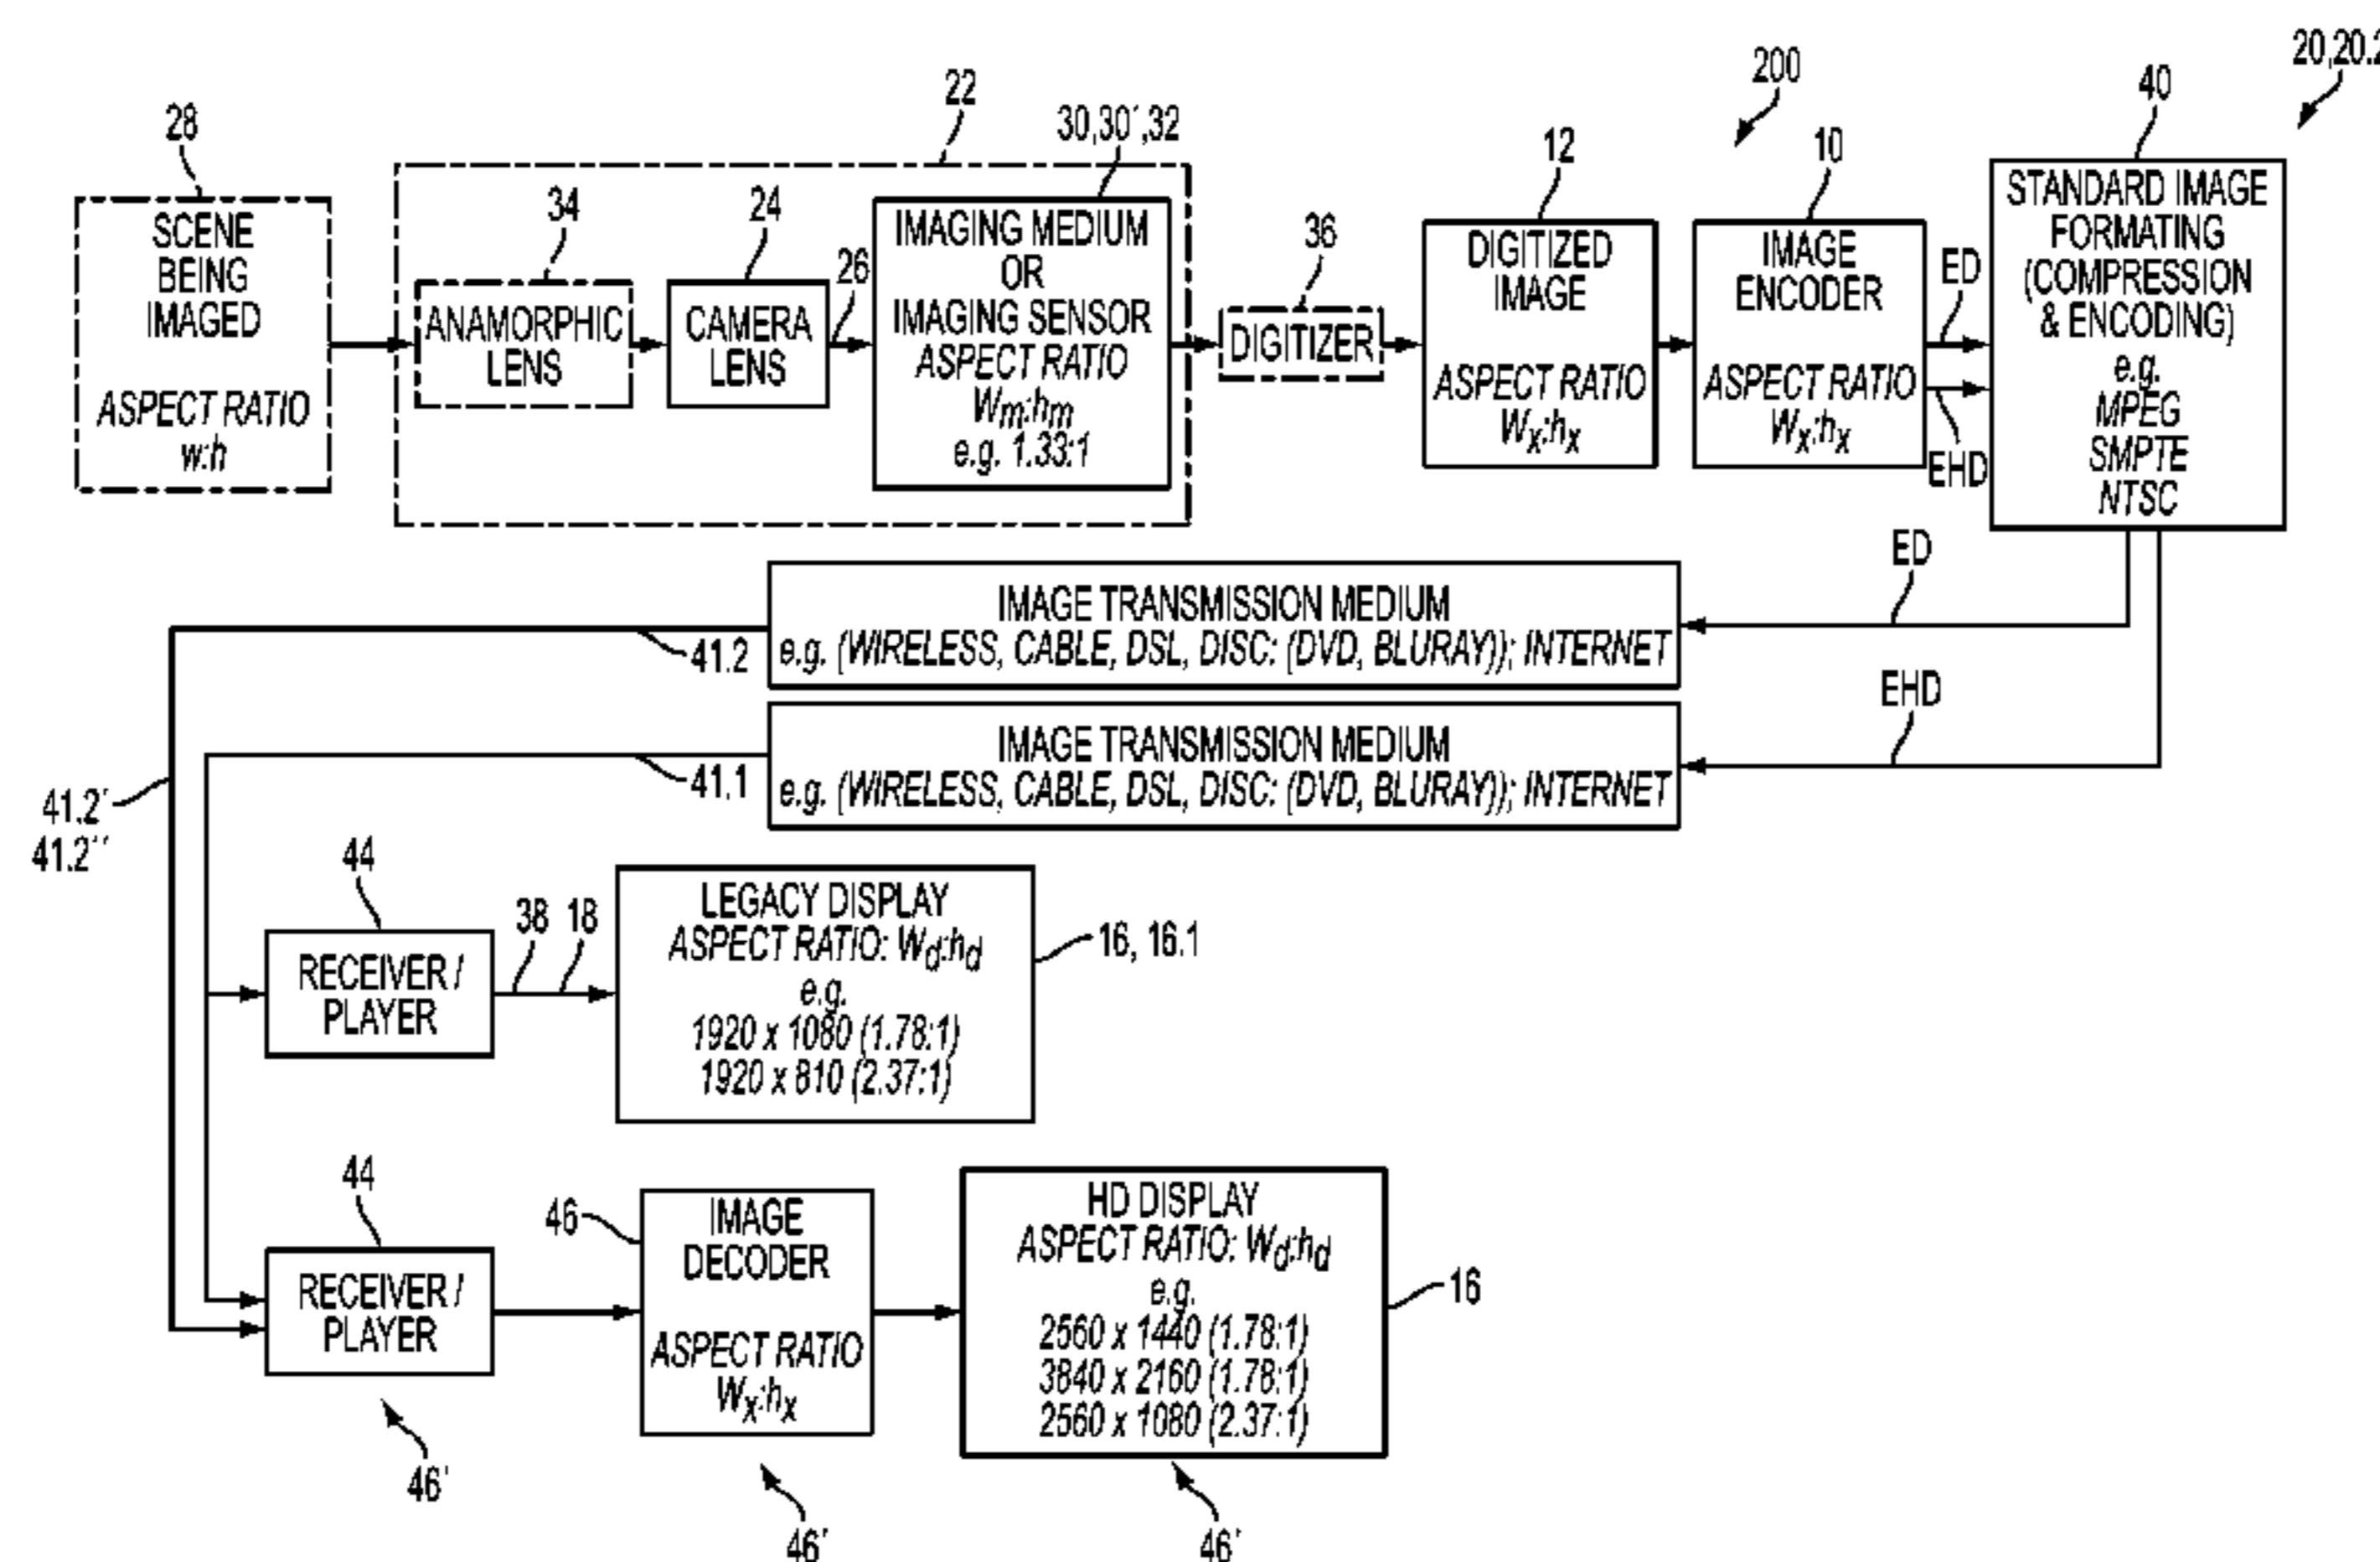 20,20.2
200
40
22
28
30,30´,32
12
10
34
24
26
36
SCENE
BEING
IMAGED
ASPECT RATIO
w:h
ANAMORPHIC
LENS
CAMERA
LENS
IMAGING MEDIUM
OR
IMAGING SENSOR
ASPECT RATIO
Wm:hm
e.g. 1.33:1
DIGITIZER
DIGITIZED
IMAGE
ASPECT RATIO
Wx:hx
IMAGE
ENCODER
ASPECT RATIO
Wx:hx
ED
EHD
STANDARD IMAGE
FORMATING
(COMPRESSION
& ENCODING)
e.g.
MPEG
SMPTE
NTSC
ED
IMAGE TRANSMISSION MEDIUM
e.g. (WIRELESS, CABLE, DSL, DISC: (DVD, BLURAY)); INTERNET
41.2
EHD
IMAGE TRANSMISSION MEDIUM
e.g. (WIRELESS, CABLE, DSL, DISC: (DVD, BLURAY)); INTERNET
41.1
41.2´
41.2´´
44
RECEIVER /
PLAYER
38
18
LEGACY DISPLAY
ASPECT RATIO: Wd:hd
e.g.
1920 x 1080 (1.78:1)
1920 x 810 (2.37:1)
16, 16.1
44
RECEIVER /
PLAYER
46
IMAGE
DECODER
ASPECT RATIO
Wx:hx
HD DISPLAY
ASPECT RATIO: Wd:hd
e.g.
2560 x 1440 (1.78:1)
3840 x 2160 (1.78:1)
2560 x 1080 (2.37:1)
16
46'
46'
46'